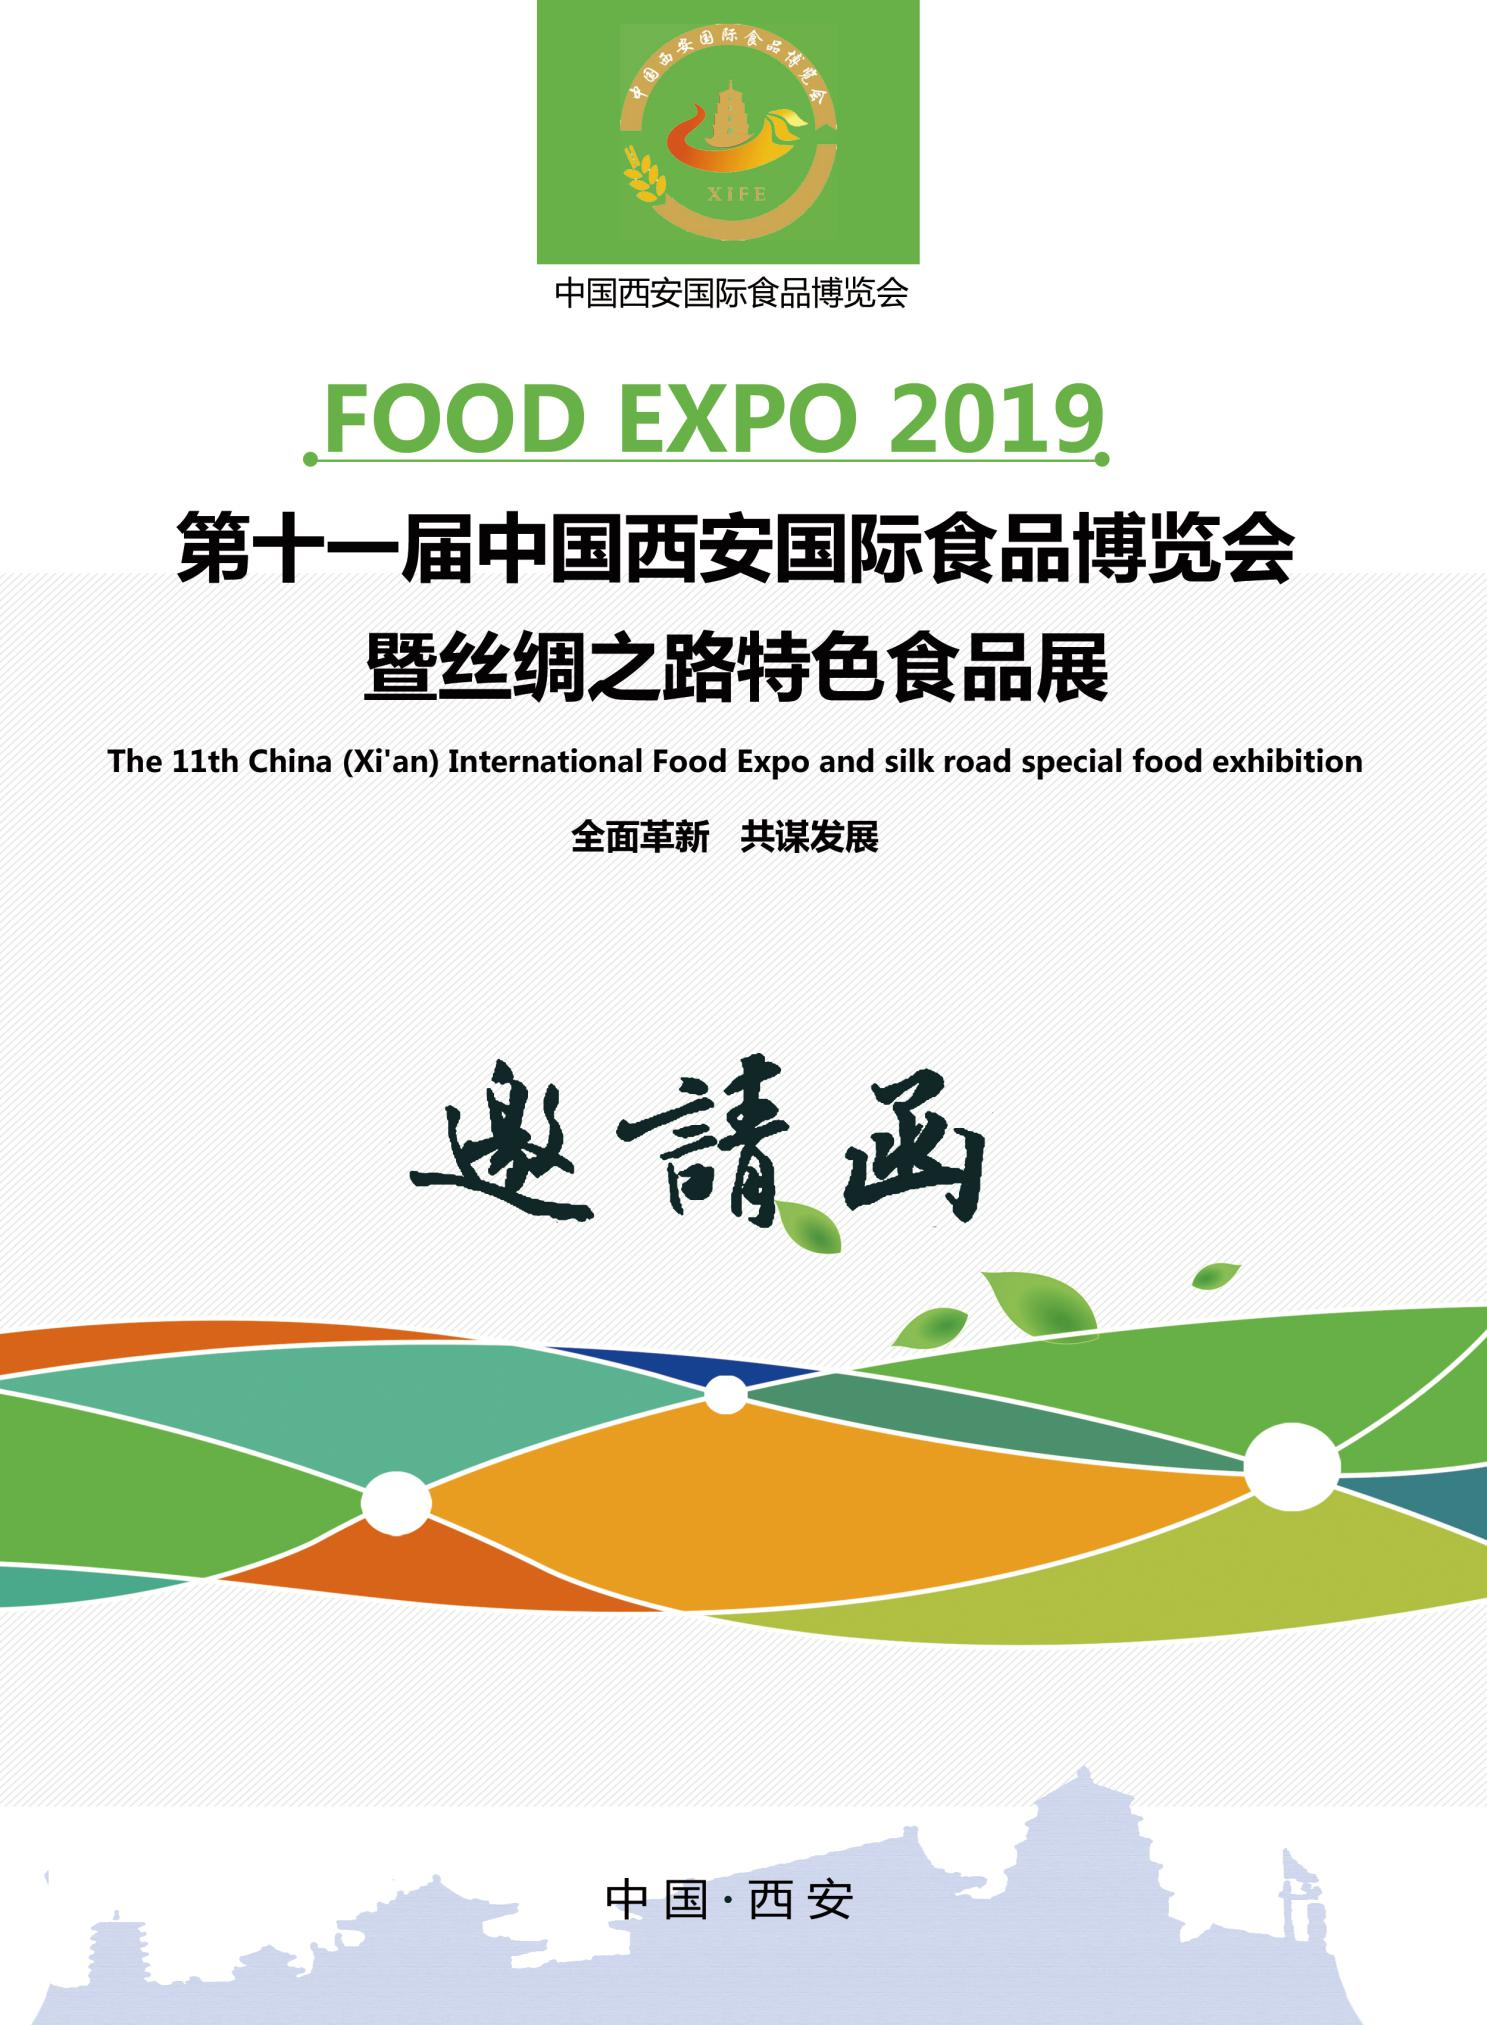 中国西安国际食品博览会
XIFE
中国西安国际食品博览会
FOOD EXPO 2019
第十一届中国西安国际食品博览会
暨丝绸之路特色食品展
The 11th China (Xi'an) International Food Expo and silk road special food exhibition
全面革新 共谋发展
邀請函
中国·西安